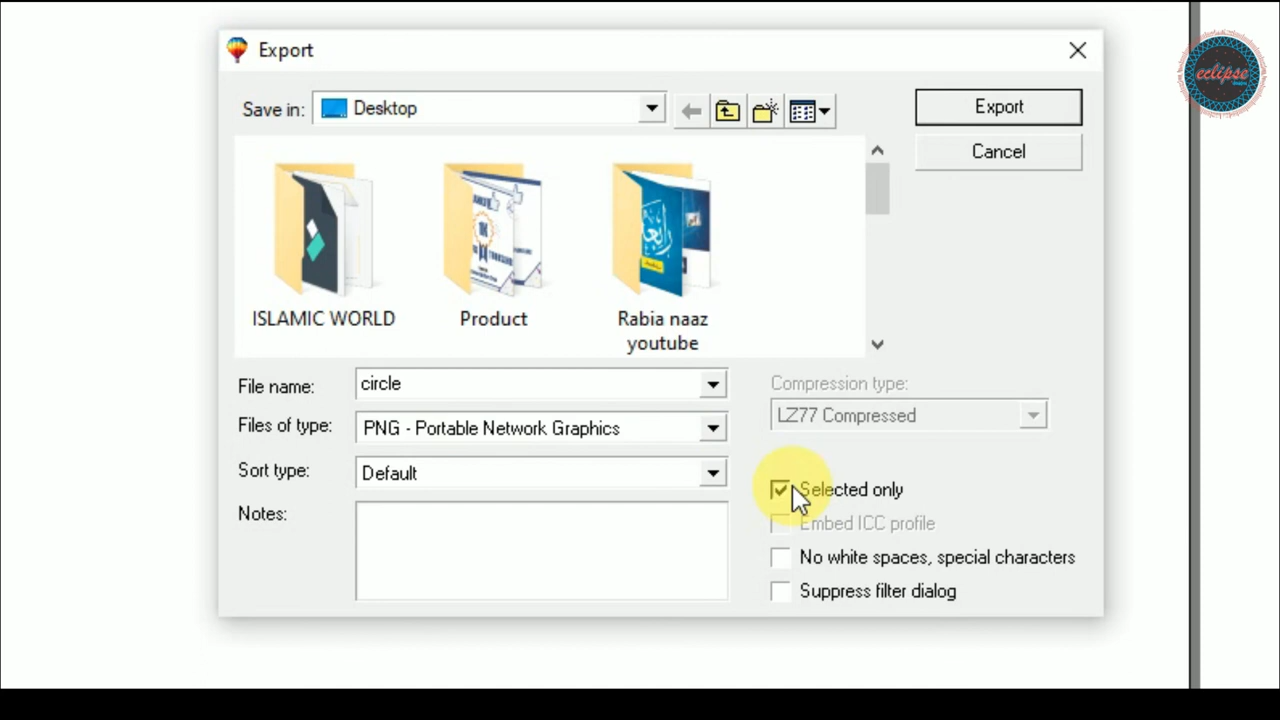 Export
eclipse
Save in:
Desktop
Export
Cancel
ISLAMIC WORLD
Product
Rabia naaz
youtube
File name:
circle
Compression type:
Files of type:
PNG - Portable Network Graphics
LZ77 Compressed
Sort type:
Default
Selected only
Notes:
Embed ICC profile
No white spaces, special characters
Suppress filter dialog